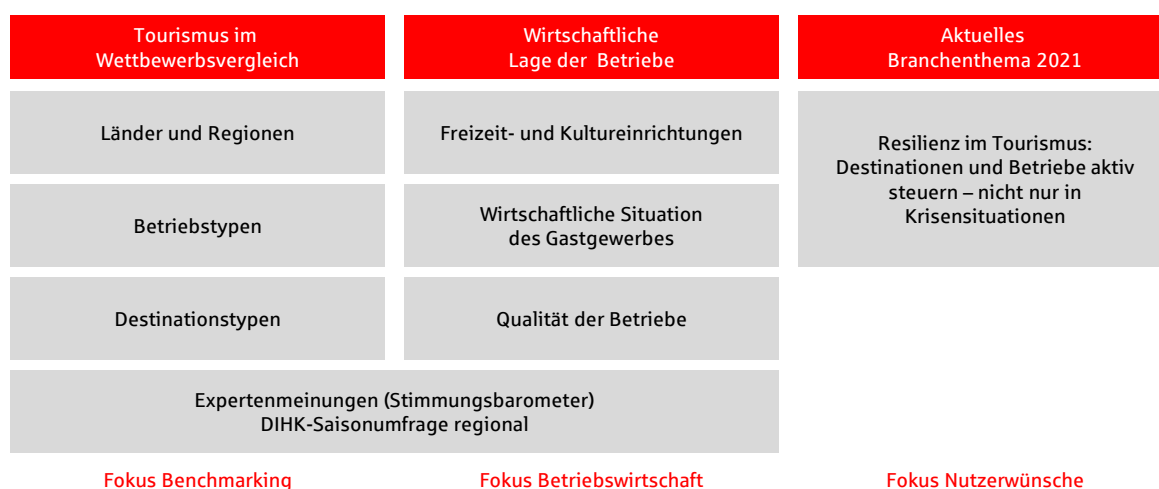 Tourismus im
Wettbewerbsvergleich
Wirtschaftliche
Lage der Betriebe
Aktuelles
Branchenthema 2021
Länder und Regionen
Freizeit- und Kultureinrichtungen
Resilienz im Tourismus:
Destinationen und Betriebe aktiv
steuern – nicht nur in
Krisensituationen
Betriebstypen
Wirtschaftliche Situation
des Gastgewerbes
Destinationstypen
Qualität der Betriebe
Expertenmeinungen (Stimmungsbarometer)
DIHK-Saisonumfrage regional
Fokus Benchmarking
Fokus Betriebswirtschaft
Fokus Nutzerwünsche